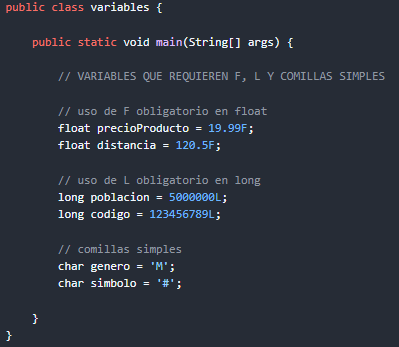 public class variables {
public static void main(String[] args) {
// VARIABLES QUE REQUIEREN F, L Y COMILLAS SIMPLES
// uso de F obligatorio en float
float precioProducto = 19.99F;
float distancia = 120.5F;
// uso de L obligatorio en long
long poblacion = 5000000L;
long codigo = 123456789L;
// comillas simples
char genero = 'M';
char simbolo = '#';
}
}